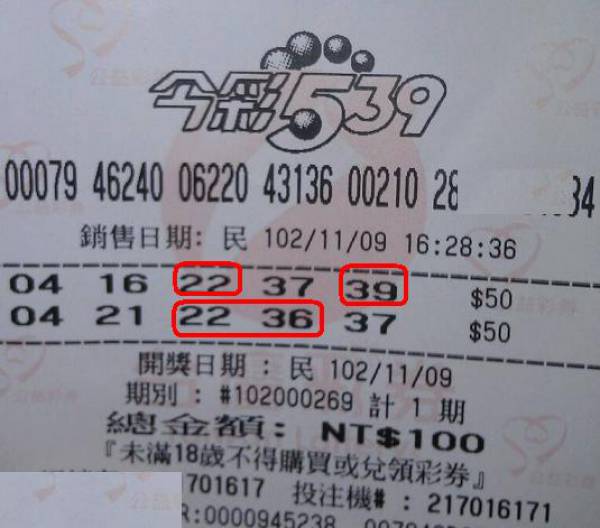 今彩539
00079 46240 06220 43136 00210 28 34
銷售日期: 民 102/11/09 16:28:36
04 16 22 37 39 $50
04 21 22 36 37 $50
開獎日期 : 民 102/11/09
期別 : #102000269 計 1 期
總金額: NT$100
『未滿18歲不得購買或兌領彩券』
701617 投注機# : 217016171
R:0000945238